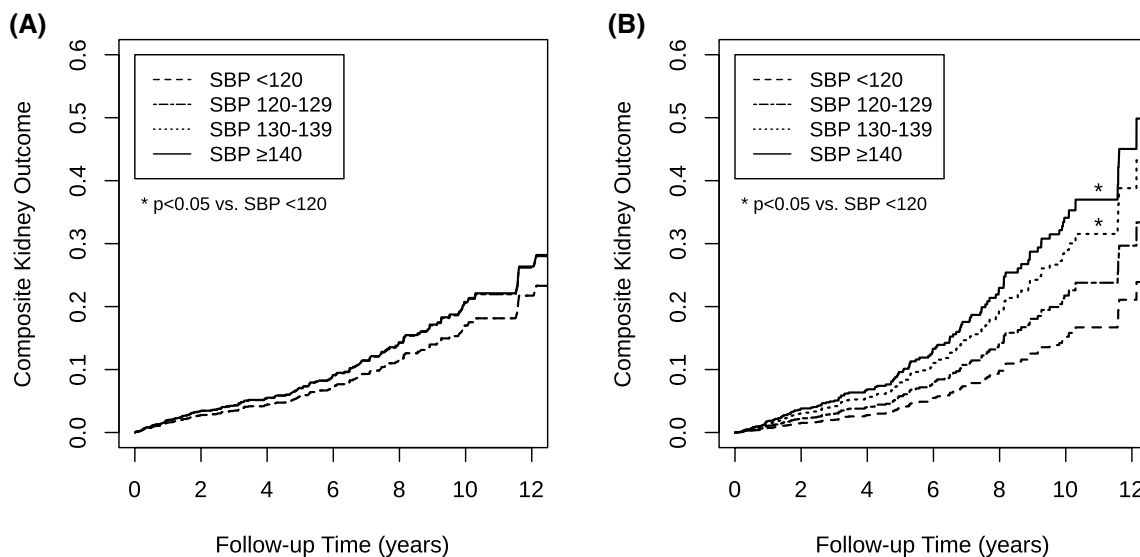 (A)
Composite Kidney Outcome
0.6
0.5
0.4
0.3
0.2
0.1
0.0
SBP <120
SBP 120-129
SBP 130-139
SBP ≥140
* p<0.05 vs. SBP <120
0 2 4 6 8 10 12
Follow-up Time (years)
(B)
Composite Kidney Outcome
0.6
0.5
0.4
0.3
0.2
0.1
0.0
SBP <120
SBP 120-129
SBP 130-139
SBP ≥140
* p<0.05 vs. SBP <120
*
*
0 2 4 6 8 10 12
Follow-up Time (years)